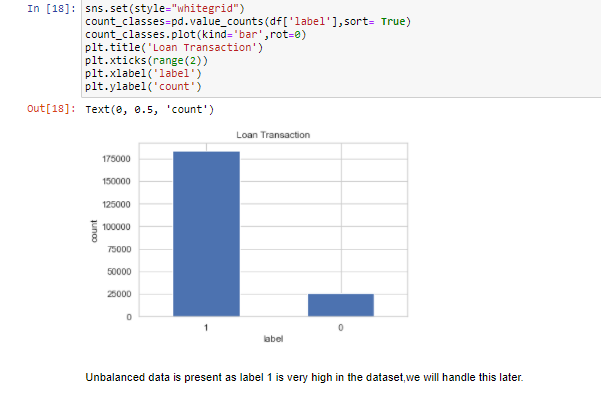 In [18]: sns.set(style="whitegrid")
count_classes=pd.value_counts(df['label'],sort= True)
count_classes.plot(kind='bar',rot=0)
plt.title('Loan Transaction')
plt.xticks(range(2))
plt.xlabel('label')
plt.ylabel('count')
Out[18]: Text(0, 0.5, 'count')
Loan Transaction
175000
150000
125000
100000
75000
50000
25000
0
count
1 0
label
Unbalanced data is present as label 1 is very high in the dataset,we will handle this later.